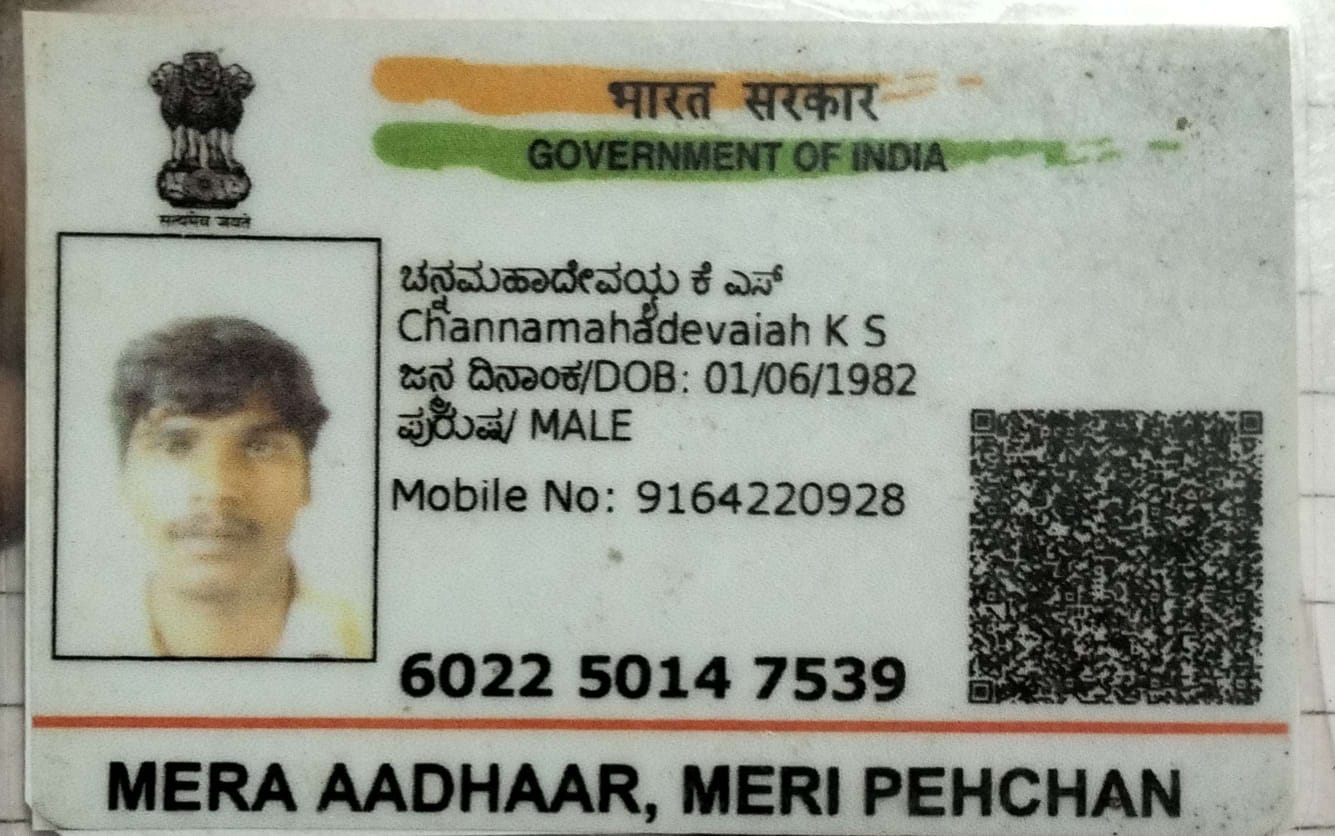 भारत सरकार
GOVERNMENT OF INDIA
सत्यमेव जयते
ಚನ್ನಮಹಾದೇವಯ್ಯ ಕೆ ಎಸ್
Channamahadevaiah K S
ಜನ್ಮ ದಿನಾಂಕ/DOB: 01/06/1982
ಪುರುಷ/ MALE
Mobile No: 9164220928
6022 5014 7539
MERA AADHAAR, MERI PEHCHAN